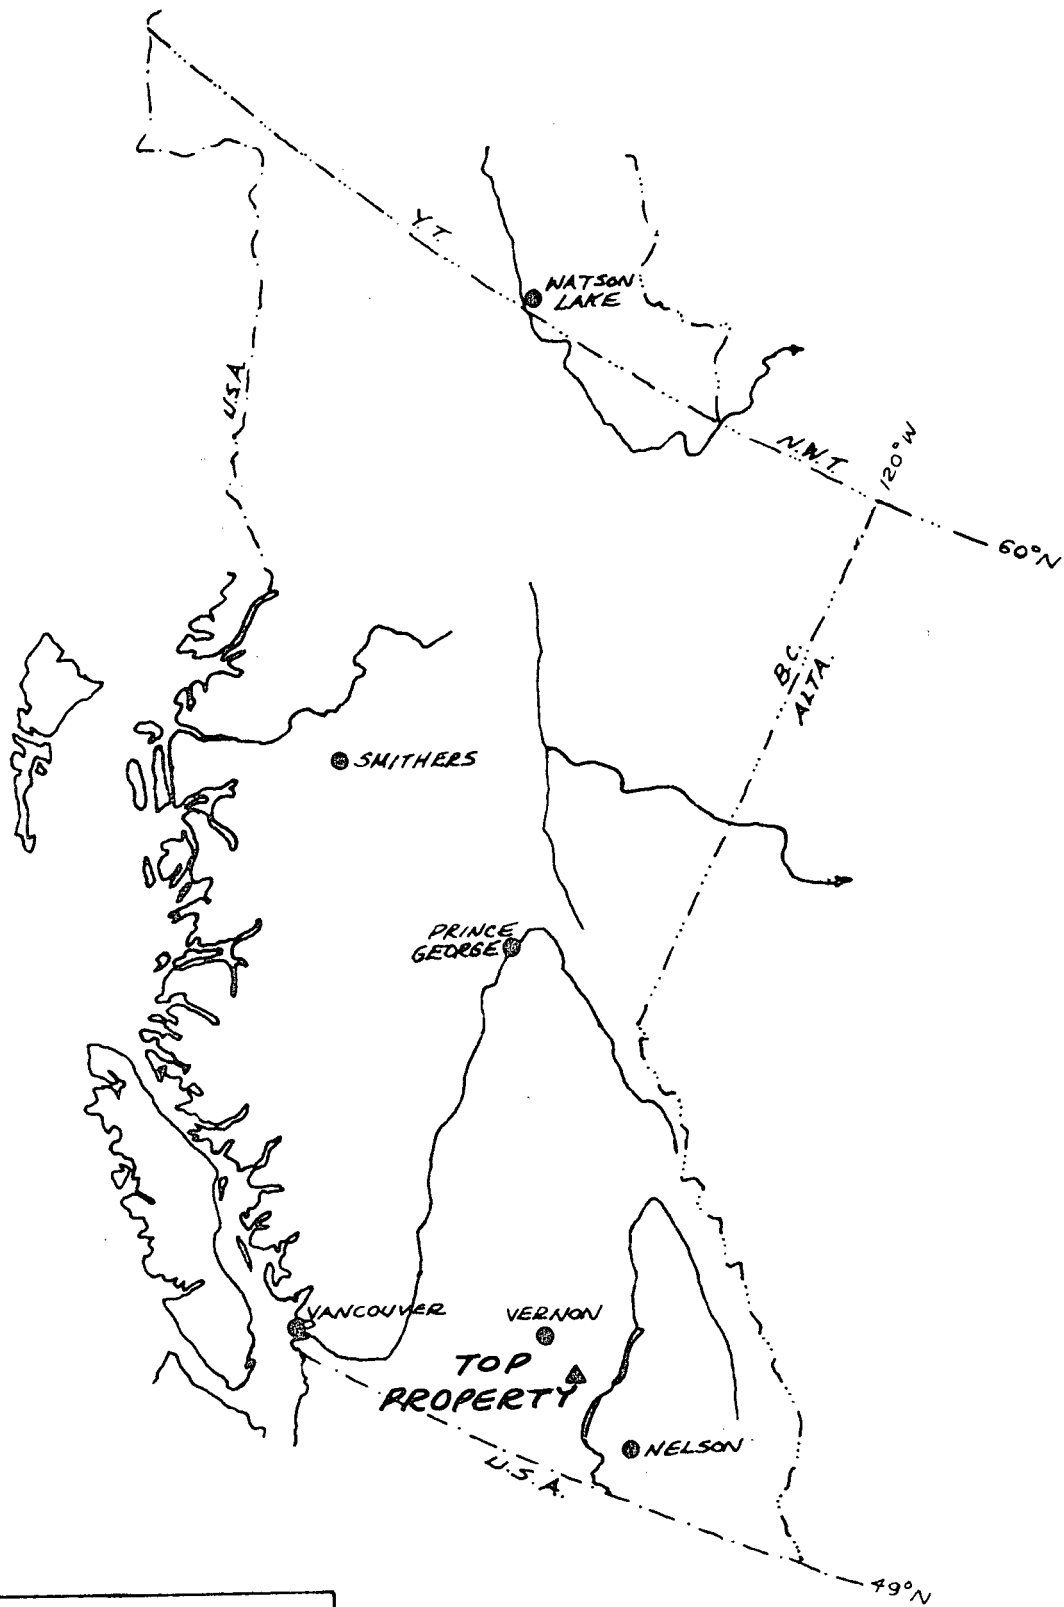 Y.T.
WATSON
LAKE
U.S.A
N.W.T.
120°W
60°N
B.C.
ALTA.
SMITHERS
PRINCE
GEORGE
VANCOUVER
VERNON
TOP
PROPERTY
NELSON
U.S.A.
49°N